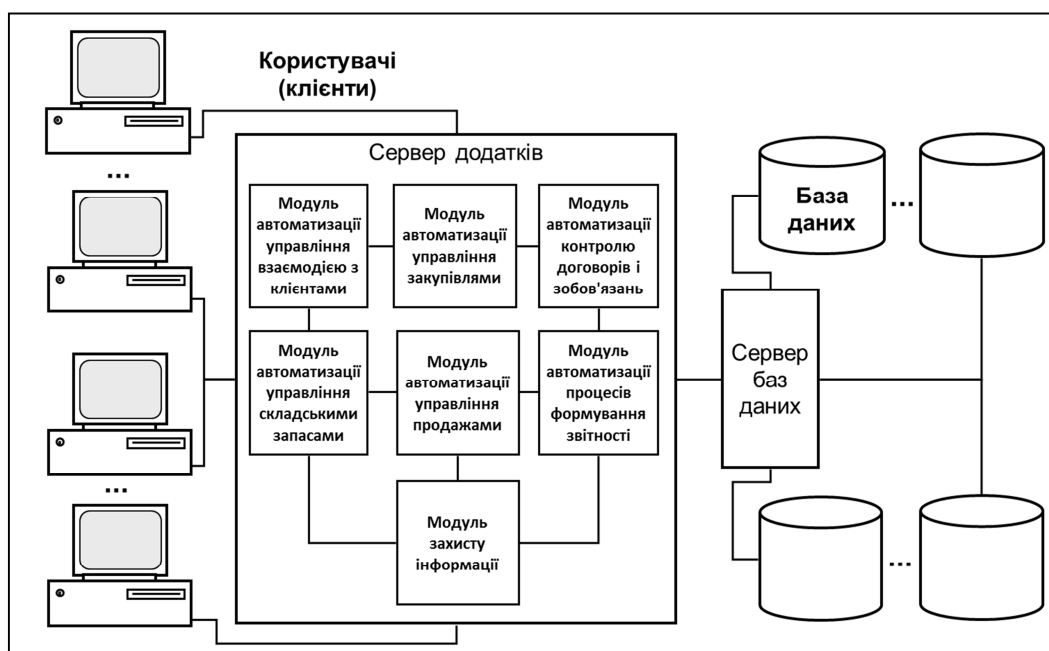 Користувачі
(клієнти)
...
...
Сервер додатків
Модуль
автоматизації
управління
взаємодією з
клієнтами
Модуль
автоматизації
управління
закупівлями
Модуль
автоматизації
контролю
договорів і
зобов'язань
Модуль
автоматизації
управління
складськими
запасами
Модуль
автоматизації
управління
продажами
Модуль
автоматизації
процесів
формування
звітності
Модуль
захисту
інформації
База
даних
...
Сервер
баз
даних
...